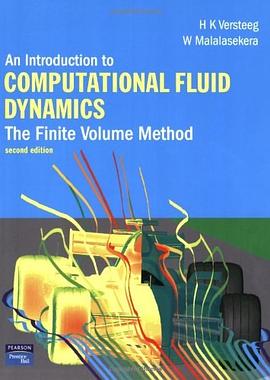 H K Versteeg
W Malalasekera
An Introduction to
COMPUTATIONAL FLUID
DYNAMICS
The Finite Volume Method
second edition
PEARSON
Prentice
Hall